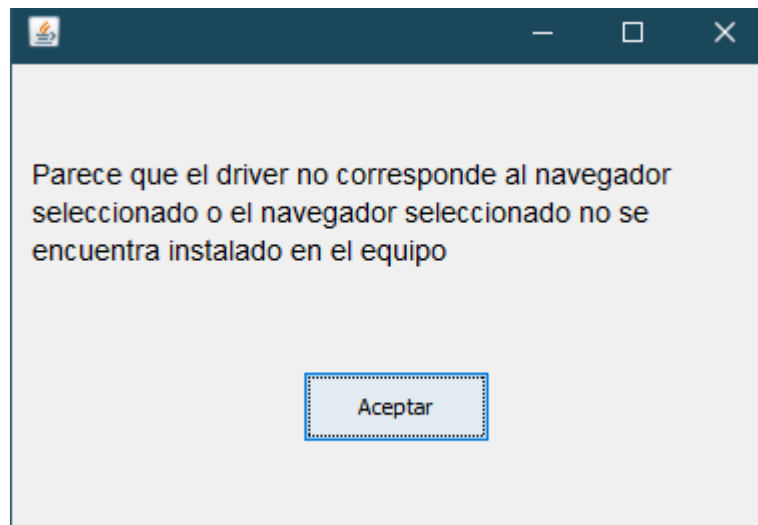 Parece que el driver no corresponde al navegador
seleccionado o el navegador seleccionado no se
encuentra instalado en el equipo
Aceptar